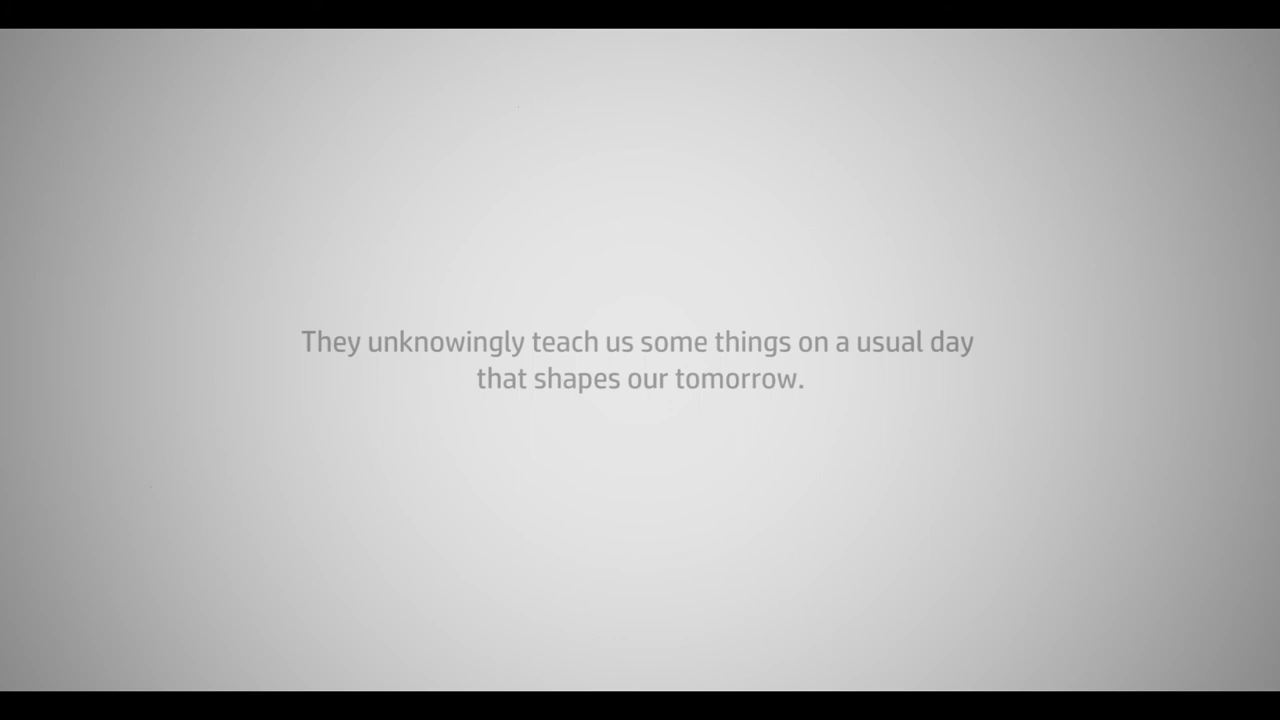 They unknowingly teach us some things on a usual day
that shapes our tomorrow.